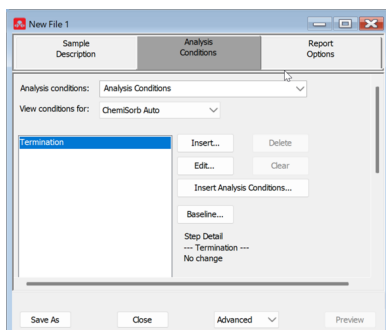 New File 1
Sample Description
Analysis Conditions
Report Options
Analysis conditions: Analysis Conditions
View conditions for: ChemiSorb Auto
Termination
Insert... Delete
Edit... Clear
Insert Analysis Conditions...
Baseline...
Step Detail
--- Termination ---
No change
Save As Close Advanced Preview